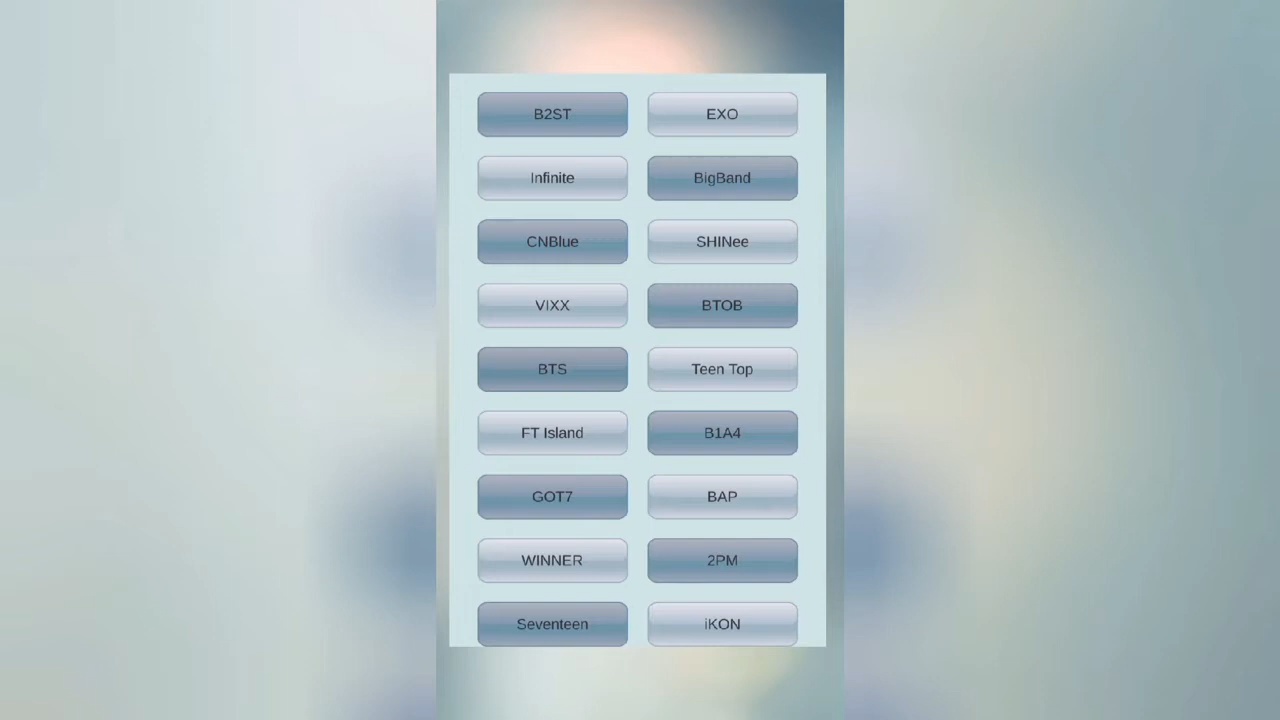 B2ST
EXO
Infinite
BigBand
CNBlue
SHINee
VIXX
BTOB
BTS
Teen Top
FT Island
B1A4
GOT7
BAP
WINNER
2PM
Seventeen
iKON